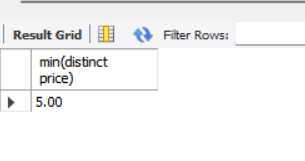 Result Grid Filter Rows:
min(distinct
price)
5.00